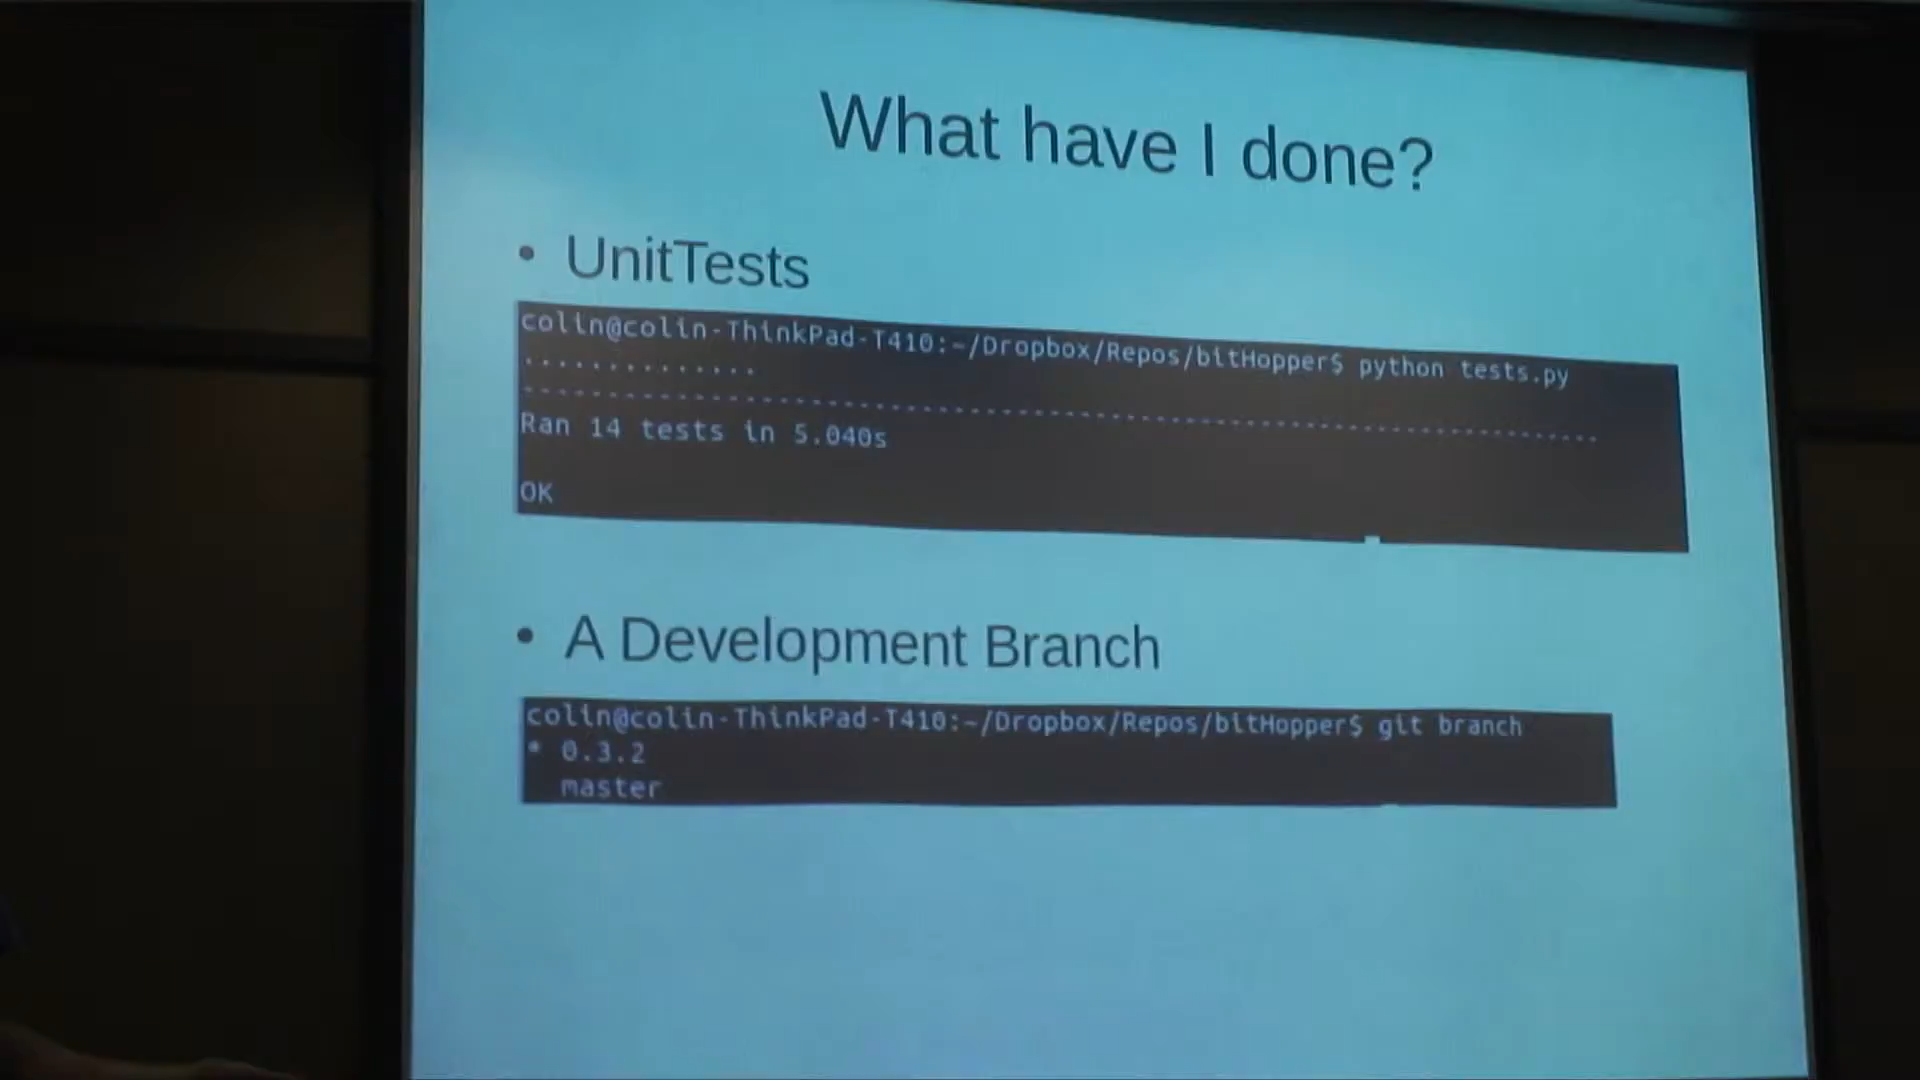 What have I done?
• UnitTests
colin@colin-ThinkPad-T410:~/Dropbox/Repos/bitHopper$ python tests.py
..............
----------------------------------------------------------------------
Ran 14 tests in 5.040s
OK
• A Development Branch
colin@colin-ThinkPad-T410:~/Dropbox/Repos/bitHopper$ git branch
* 0.3.2
master